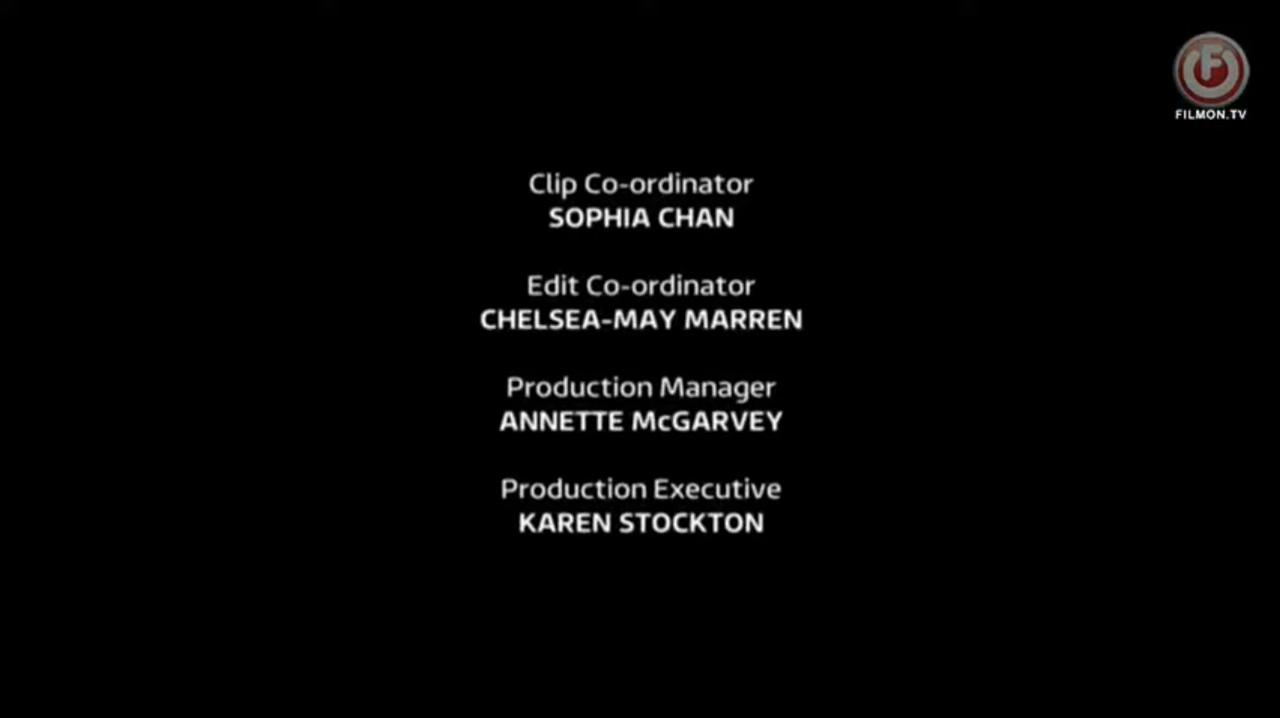 F
FILMON.TV
Clip Co-ordinator
SOPHIA CHAN
Edit Co-ordinator
CHELSEA-MAY MARREN
Production Manager
ANNETTE McGARVEY
Production Executive
KAREN STOCKTON